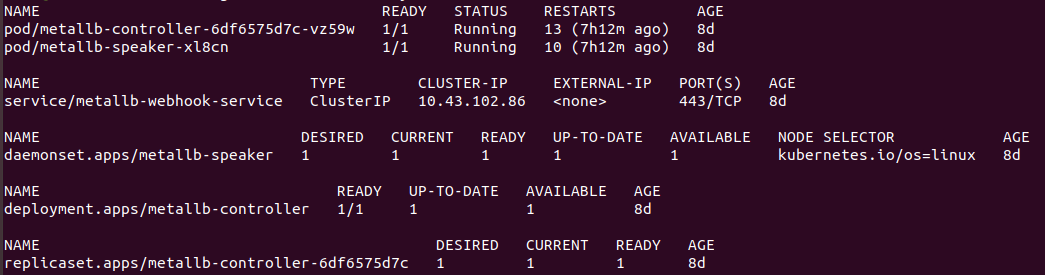 NAME READY STATUS RESTARTS AGE
pod/metallb-controller-6df6575d7c-vz59w 1/1 Running 13 (7h12m ago) 8d
pod/metallb-speaker-xl8cn 1/1 Running 10 (7h12m ago) 8d
NAME TYPE CLUSTER-IP EXTERNAL-IP PORT(S) AGE
service/metallb-webhook-service ClusterIP 10.43.102.86 <none> 443/TCP 8d
NAME DESIRED CURRENT READY UP-TO-DATE AVAILABLE NODE SELECTOR AGE
daemonset.apps/metallb-speaker 1 1 1 1 1 kubernetes.io/os=linux 8d
NAME READY UP-TO-DATE AVAILABLE AGE
deployment.apps/metallb-controller 1/1 1 1 8d
NAME DESIRED CURRENT READY AGE
replicaset.apps/metallb-controller-6df6575d7c 1 1 1 8d